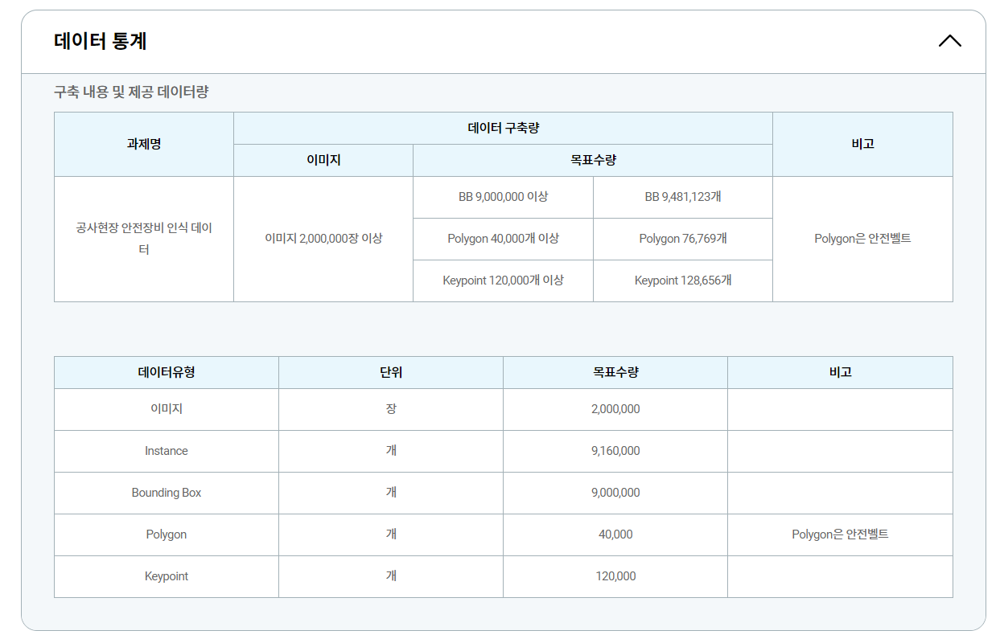 데이터 통계
구축 내용 및 제공 데이터량
과제명
데이터 구축량
비고
이미지
목표수량
공사현장 안전장비 인식 데이
터
이미지 2,000,000장 이상
BB 9,000,000 이상
BB 9,481,123개
Polygon 40,000개 이상
Polygon 76,769개
Keypoint 120,000개 이상
Keypoint 128,656개
Polygon은 안전벨트
데이터유형 단위 목표수량 비고
이미지 장 2,000,000
Instance 개 9,160,000
Bounding Box 개 9,000,000
Polygon 개 40,000 Polygon은 안전벨트
Keypoint 개 120,000